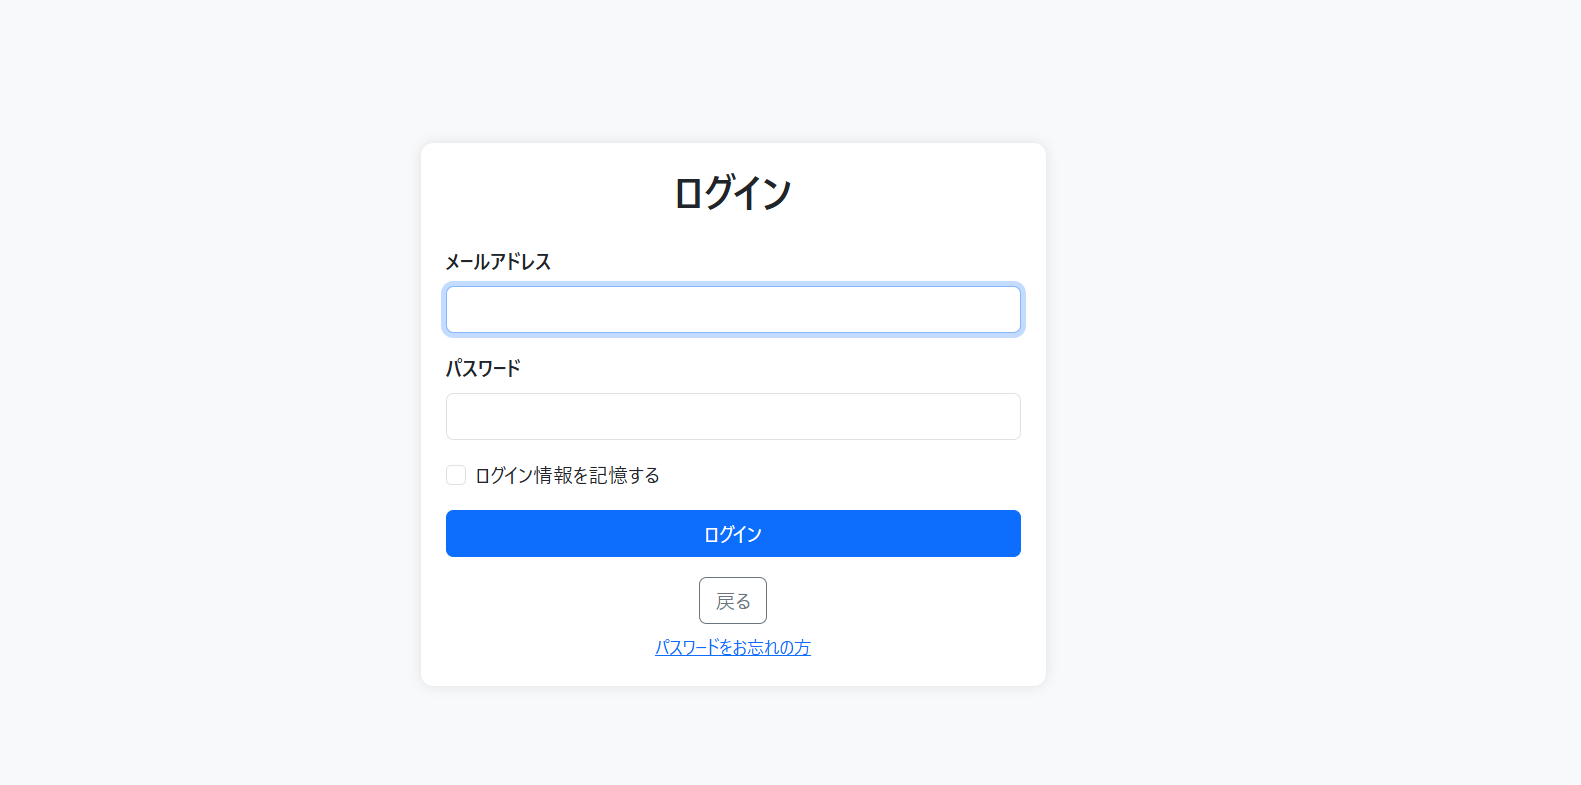 ログイン
メールアドレス
パスワード
ログイン情報を記憶する
ログイン
戻る
パスワードをお忘れの方